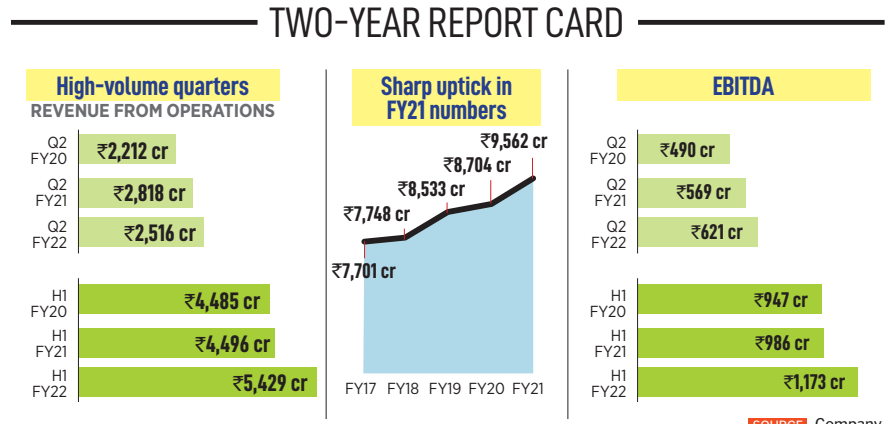 TWO-YEAR REPORT CARD
High-volume quarters
REVENUE FROM OPERATIONS
Q2
FY20
₹2,212 cr
Q2
FY21
₹2,818 cr
Q2
FY22
₹2,516 cr
H1
FY20
₹4,485 cr
H1
FY21
₹4,496 cr
H1
FY22
₹5,429 cr
Sharp uptick in
FY21 numbers
₹9,562 cr
₹8,704 cr
₹8,533 cr
₹7,748 cr
₹7,701 cr
FY17 FY18 FY19 FY20 FY21
EBITDA
Q2
FY20
₹490 cr
Q2
FY21
₹569 cr
Q2
FY22
₹621 cr
H1
FY20
₹947 cr
H1
FY21
₹986 cr
H1
FY22
₹1,173 cr
SOURCE Company